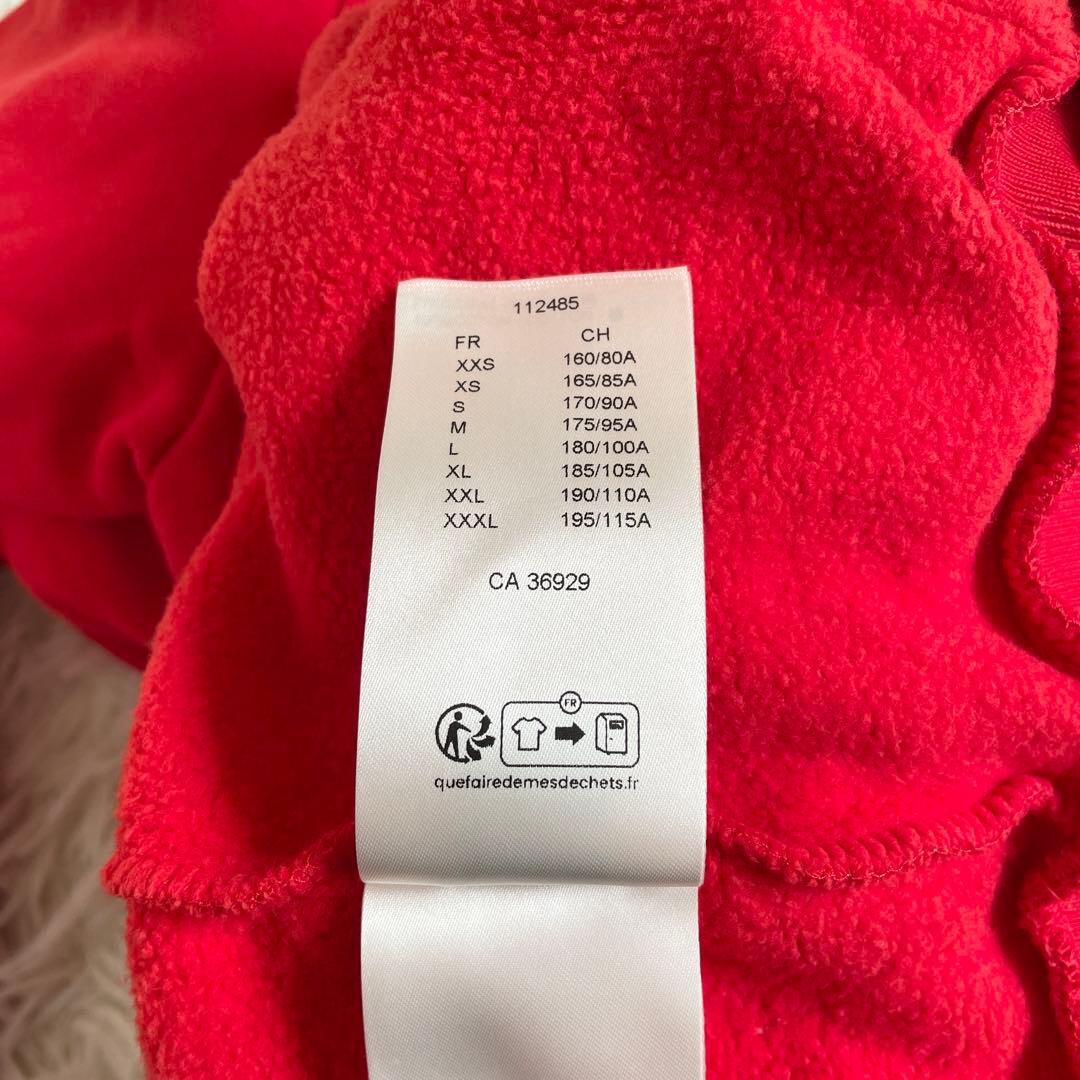 112485
FR CH
XXS 160/80A
XS 165/85A
S 170/90A
M 175/95A
L 180/100A
XL 185/105A
XXL 190/110A
XXXL 195/115A
CA 36929
FR
quefairedemesdechets.fr